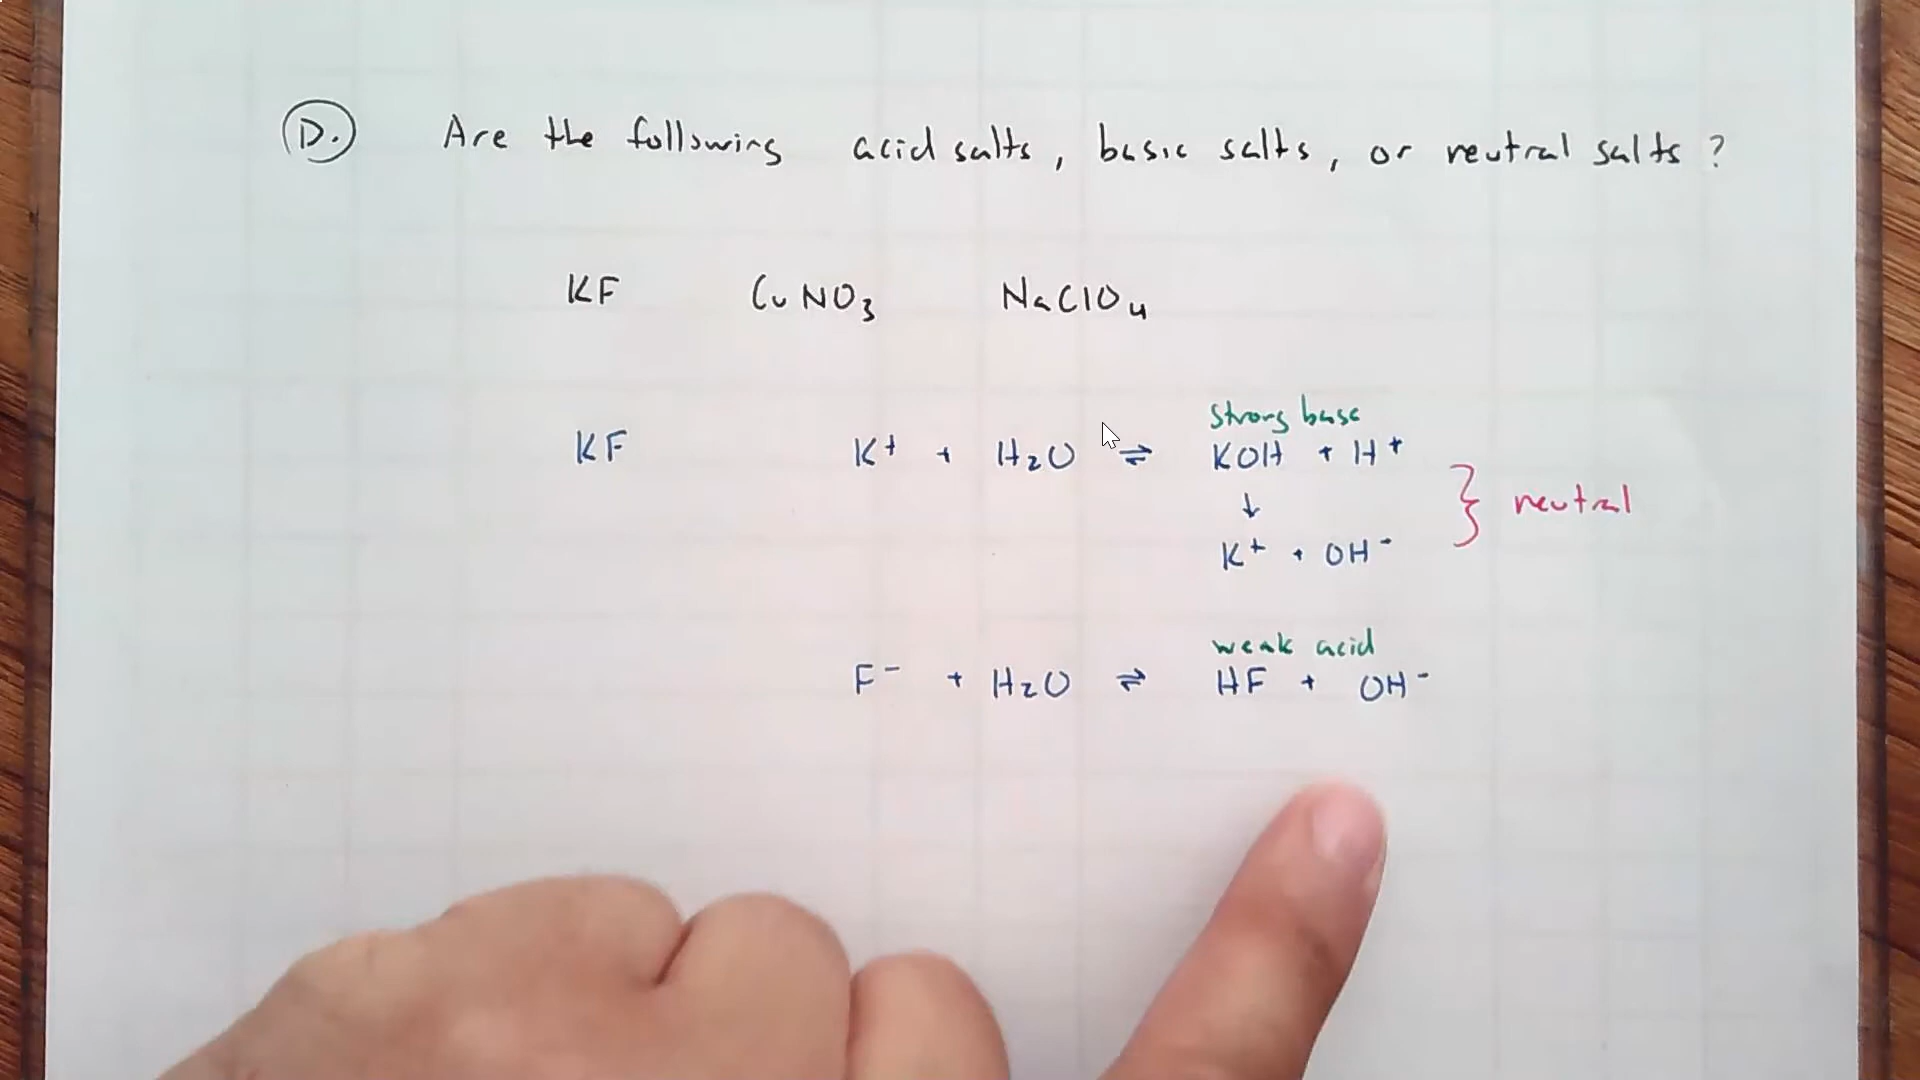 D. Are the following acid salts, basic salts, or neutral salts?
KF CuNO₃ NaClO₄
strong base
KF K⁺ + H₂O ⇌ KOH + H⁺
↓ } neutral
K⁺ + OH⁻
weak acid
F⁻ + H₂O ⇌ HF + OH⁻